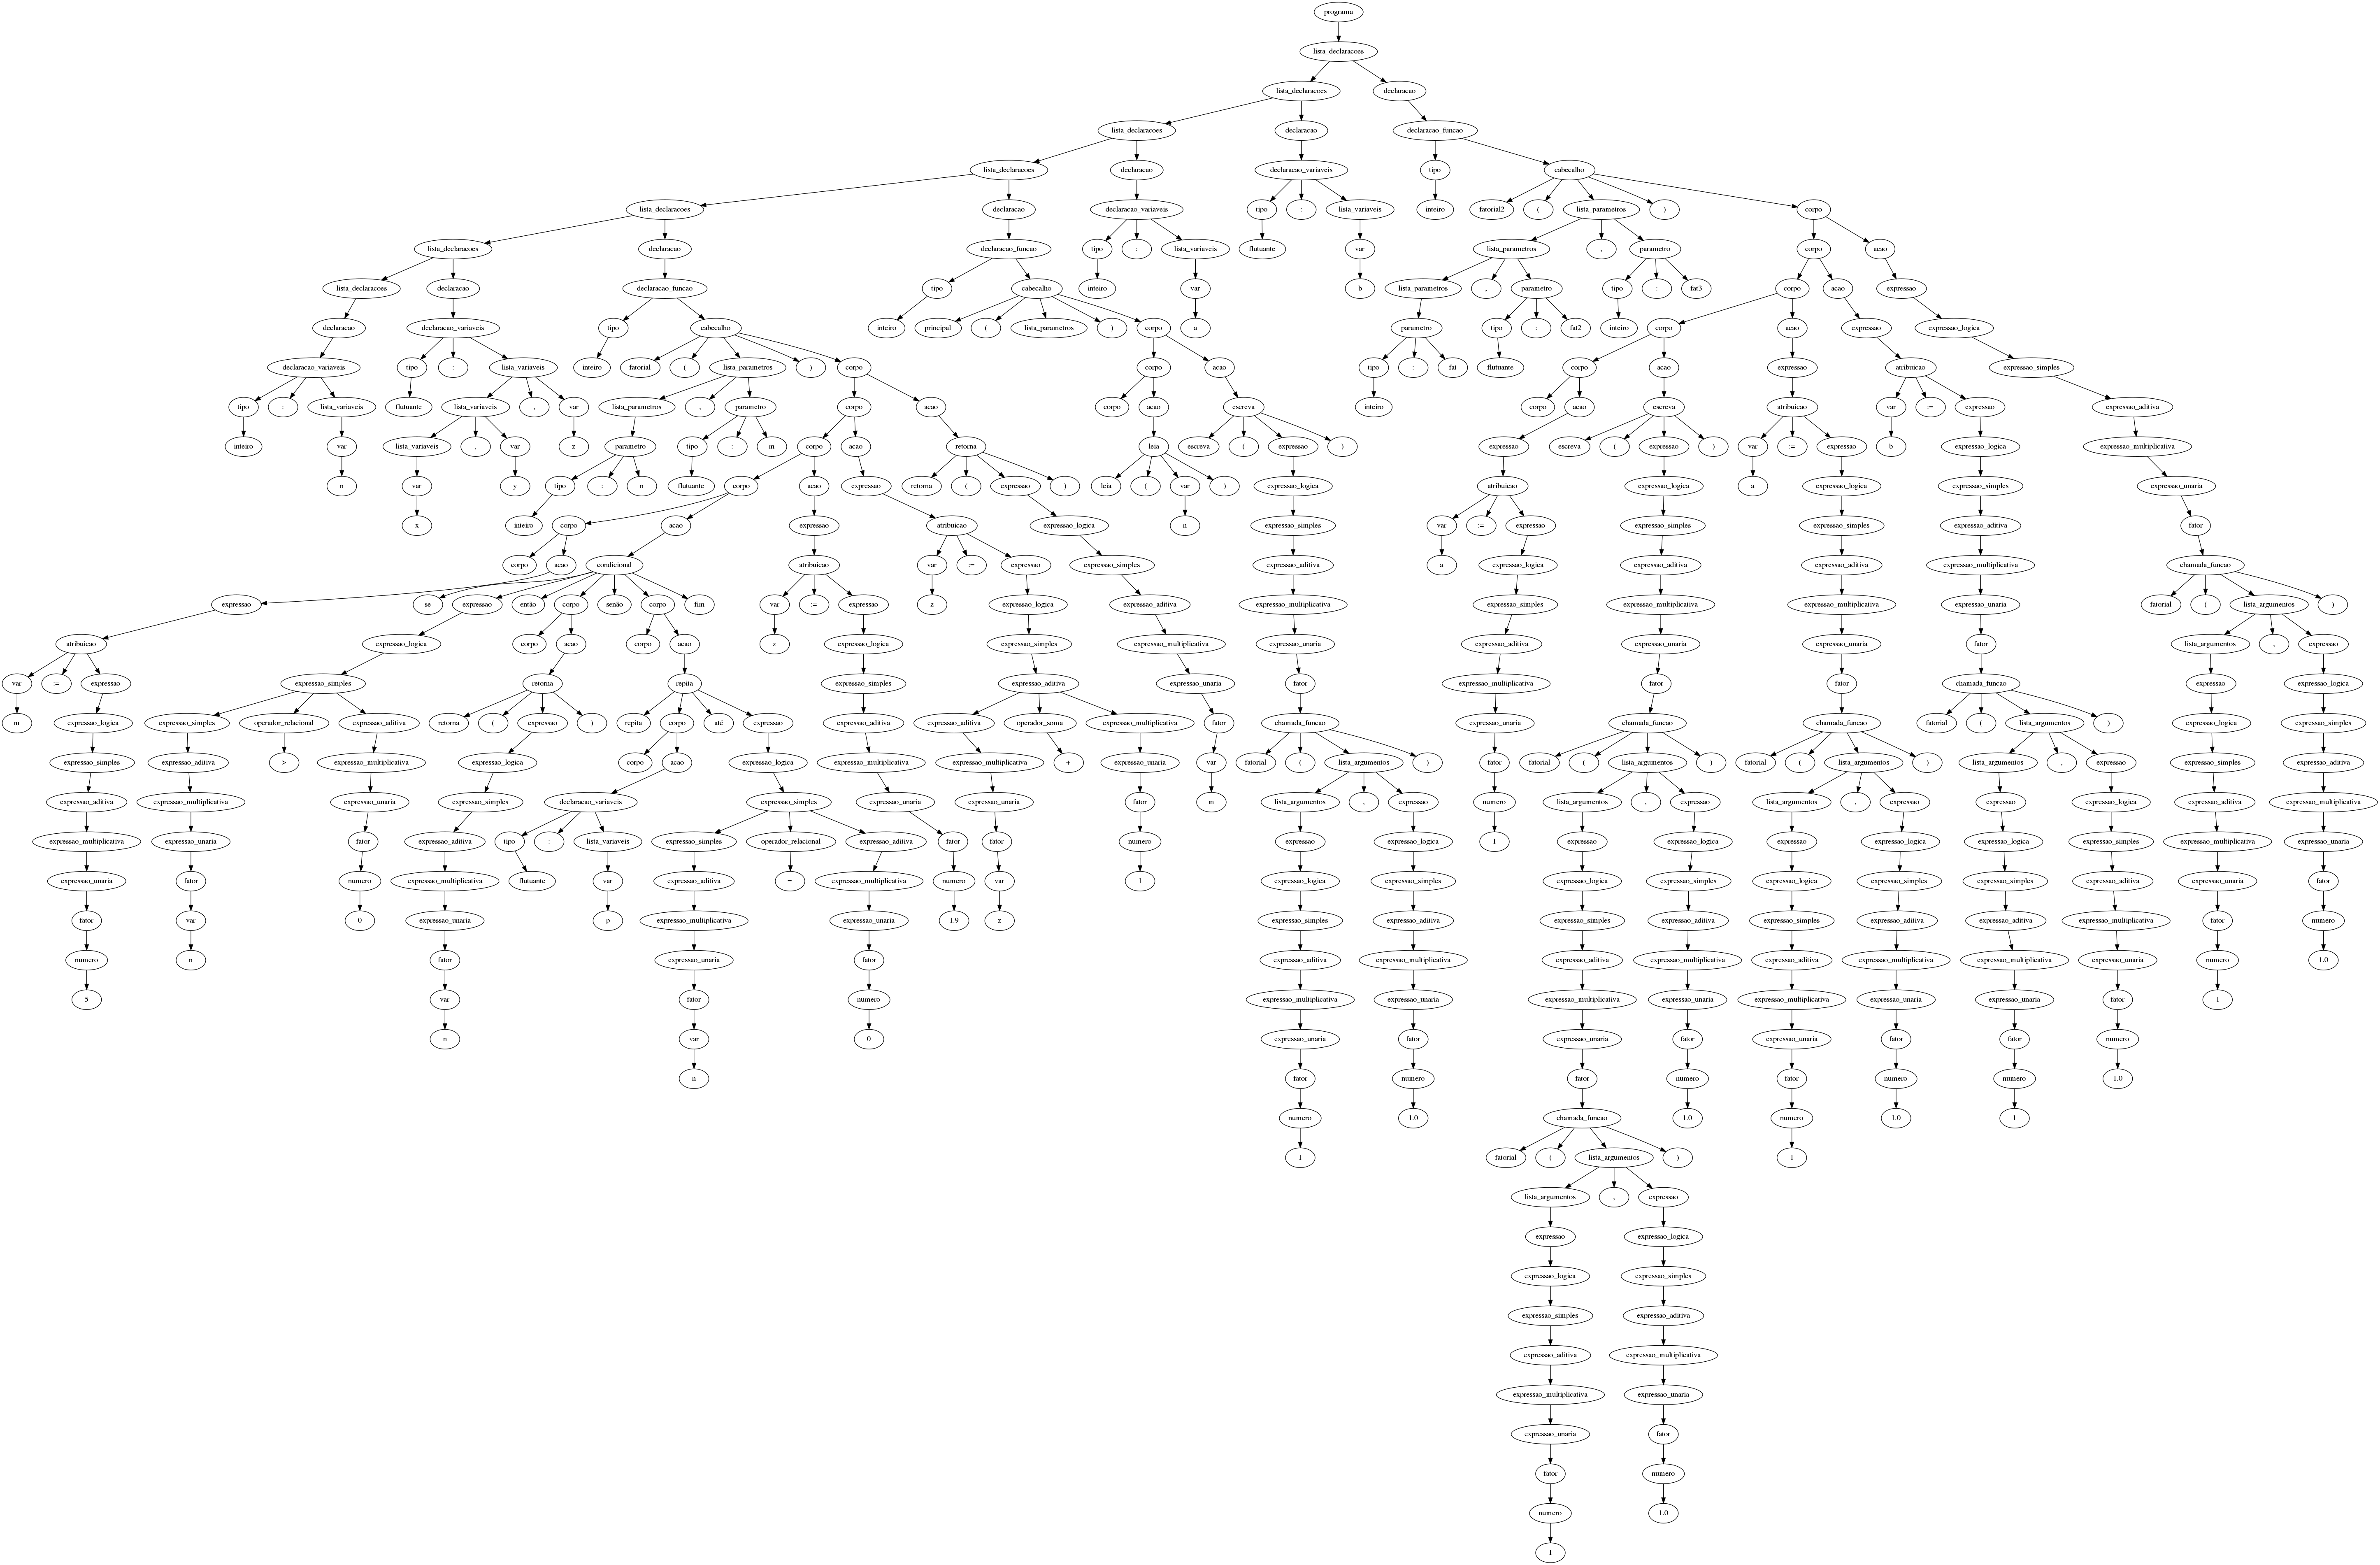 programa
lista_declaracoes
lista_declaracoes declaracao
lista_declaracoes declaracao declaracao_funcao
lista_declaracoes declaracao declaracao_variaveis tipo cabecalho
lista_declaracoes declaracao declaracao_variaveis tipo : lista_variaveis inteiro fatorial2 ( lista_parametros ) corpo
lista_declaracoes declaracao declaracao_funcao tipo : lista_variaveis flutuante var lista_parametros , parametro corpo acao
lista_declaracoes declaracao declaracao_funcao tipo cabecalho inteiro var b lista_parametros , parametro tipo : fat3 corpo acao expressao
declaracao declaracao_variaveis tipo cabecalho inteiro principal ( lista_parametros ) corpo a parametro tipo : fat2 inteiro corpo acao expressao expressao_logica
declaracao_variaveis tipo : lista_variaveis inteiro fatorial ( lista_parametros ) corpo corpo acao tipo : fat flutuante corpo acao expressao atribuicao expressao_simples
tipo : lista_variaveis flutuante lista_variaveis , var lista_parametros , parametro corpo acao corpo acao escreva inteiro corpo acao escreva atribuicao var := expressao expressao_aditiva
inteiro var lista_variaveis , var z parametro tipo : m corpo acao retorna leia escreva ( expressao ) expressao escreva ( expressao ) var := expressao b expressao_logica expressao_multiplicativa
n var y tipo : n flutuante corpo acao expressao retorna ( expressao ) leia ( var ) expressao_logica atribuicao expressao_logica a expressao_logica expressao_simples expressao_unaria
x inteiro corpo acao expressao atribuicao expressao_logica n expressao_simples var := expressao expressao_simples expressao_simples expressao_aditiva fator
corpo acao condicional atribuicao var := expressao expressao_simples expressao_aditiva a expressao_logica expressao_aditiva expressao_aditiva expressao_multiplicativa chamada_funcao
expressao se expressao então corpo senão corpo fim var := expressao z expressao_logica expressao_aditiva expressao_multiplicativa expressao_simples expressao_multiplicativa expressao_multiplicativa expressao_unaria fatorial ( lista_argumentos )
atribuicao expressao_logica corpo acao corpo acao z expressao_logica expressao_simples expressao_multiplicativa expressao_unaria expressao_aditiva expressao_unaria expressao_unaria fator lista_argumentos , expressao
var := expressao expressao_simples retorna repita expressao_simples expressao_aditiva expressao_unaria fator expressao_multiplicativa fator fator chamada_funcao expressao expressao_logica
m expressao_logica expressao_simples operador_relacional expressao_aditiva retorna ( expressao ) repita corpo até expressao expressao_aditiva expressao_aditiva operador_soma expressao_multiplicativa fator chamada_funcao expressao_unaria chamada_funcao chamada_funcao fatorial ( lista_argumentos ) expressao_logica expressao_simples
expressao_simples expressao_aditiva > expressao_multiplicativa expressao_logica corpo acao expressao_logica expressao_multiplicativa expressao_multiplicativa + expressao_unaria var fatorial ( lista_argumentos ) fator fatorial ( lista_argumentos ) fatorial ( lista_argumentos ) lista_argumentos , expressao expressao_simples expressao_aditiva
expressao_aditiva expressao_multiplicativa expressao_unaria expressao_simples declaracao_variaveis expressao_simples expressao_unaria expressao_unaria fator m lista_argumentos , expressao numero lista_argumentos , expressao lista_argumentos , expressao expressao expressao_logica expressao_aditiva expressao_multiplicativa
expressao_multiplicativa expressao_unaria fator expressao_aditiva tipo : lista_variaveis expressao_simples operador_relacional expressao_aditiva fator fator numero expressao expressao_logica 1 expressao expressao_logica expressao expressao_logica expressao_logica expressao_simples expressao_multiplicativa expressao_unaria
expressao_unaria fator numero expressao_multiplicativa flutuante var expressao_aditiva = expressao_multiplicativa numero var 1 expressao_logica expressao_simples expressao_logica expressao_simples expressao_logica expressao_simples expressao_simples expressao_aditiva expressao_unaria fator
fator var 0 expressao_unaria p expressao_multiplicativa expressao_unaria 1.9 z expressao_simples expressao_aditiva expressao_simples expressao_aditiva expressao_simples expressao_aditiva expressao_aditiva expressao_multiplicativa fator numero
numero n fator expressao_unaria fator expressao_aditiva expressao_multiplicativa expressao_aditiva expressao_multiplicativa expressao_aditiva expressao_multiplicativa expressao_multiplicativa expressao_unaria numero 1.0
5 var fator numero expressao_multiplicativa expressao_unaria expressao_multiplicativa expressao_unaria expressao_multiplicativa expressao_unaria expressao_unaria fator 1
n var 0 expressao_unaria fator expressao_unaria fator expressao_unaria fator fator numero
n fator numero fator numero fator numero numero 1.0
numero 1.0 chamada_funcao 1.0 numero 1.0 1
1 fatorial ( lista_argumentos ) 1
lista_argumentos , expressao
expressao expressao_logica
expressao_logica expressao_simples
expressao_simples expressao_aditiva
expressao_aditiva expressao_multiplicativa
expressao_multiplicativa expressao_unaria
expressao_unaria fator
fator numero
numero 1.0
1